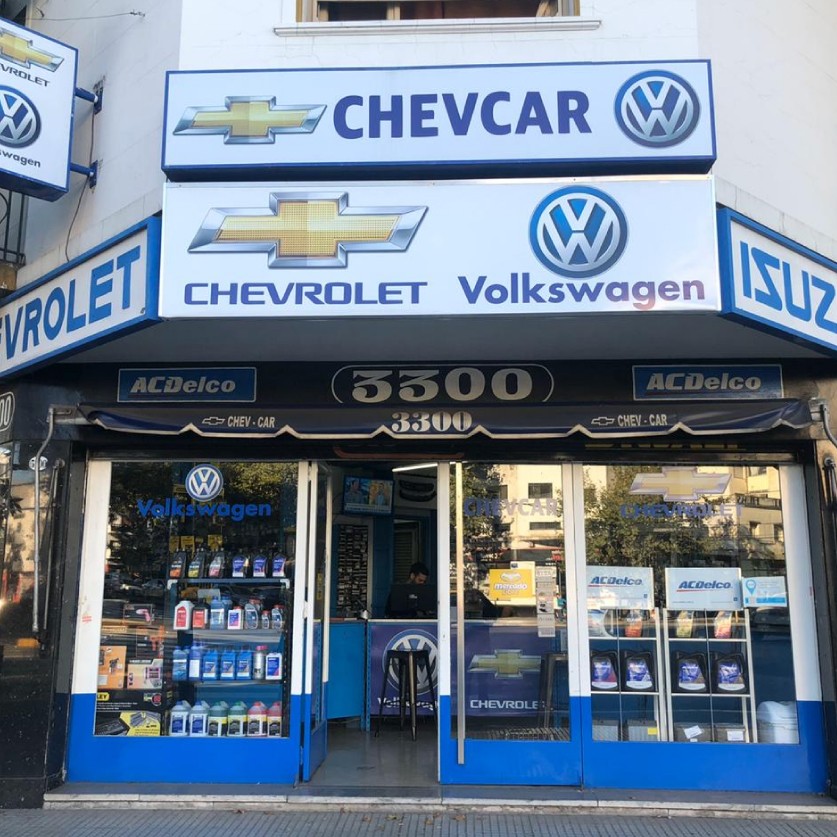 CHEVCAR
CHEVROLET
Volkswagen
VROLET
swagen
VROLET
ISUZ
ACDelco
3300
ACDelco
CHEV - CAR
3300
CHEV - CAR
Volkswagen
CHEVCAR
CHEVROLET
ACDelco
ACDelco
CHEVROLET
Volkswagen